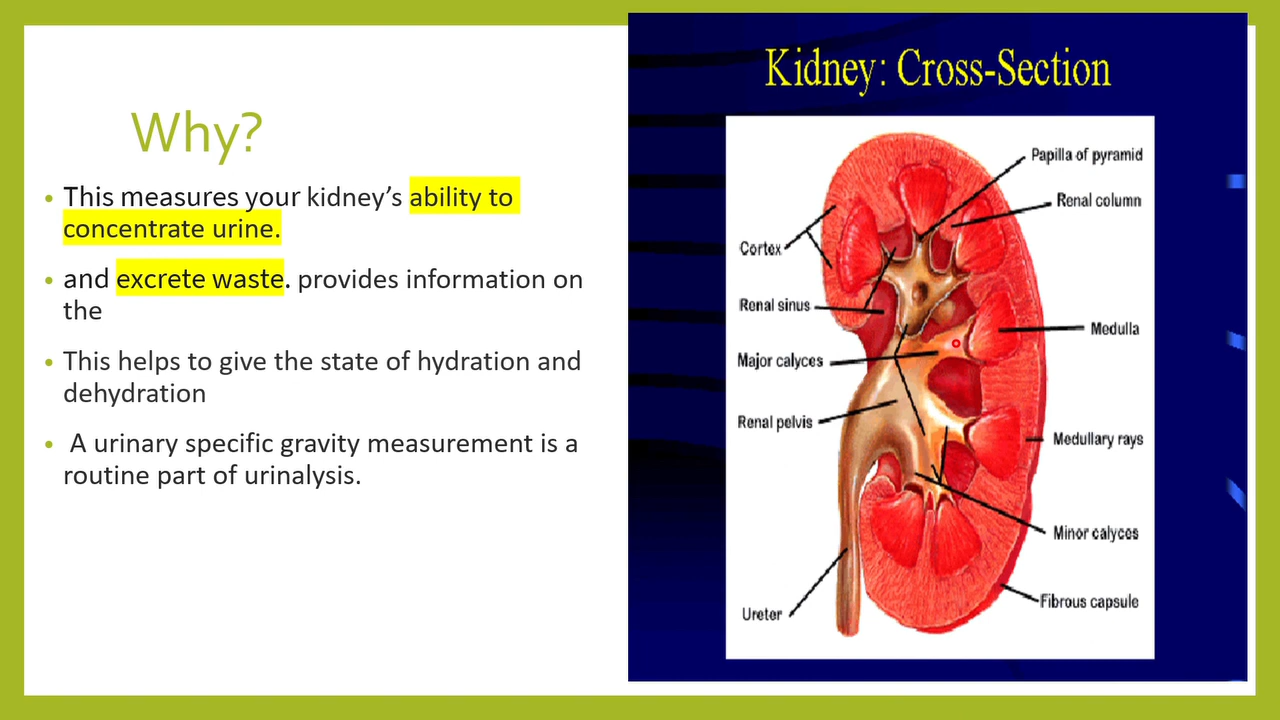 Why?
• This measures your kidney’s ability to
concentrate urine.
• and excrete waste. provides information on
the
• This helps to give the state of hydration and
dehydration
• A urinary specific gravity measurement is a
routine part of urinalysis.
Kidney: Cross-Section
Papilla of pyramid
Renal column
Cortex
Renal sinus
Medulla
Major calyces
Renal pelvis
Medullary rays
Minor calyces
Fibrous capsule
Ureter